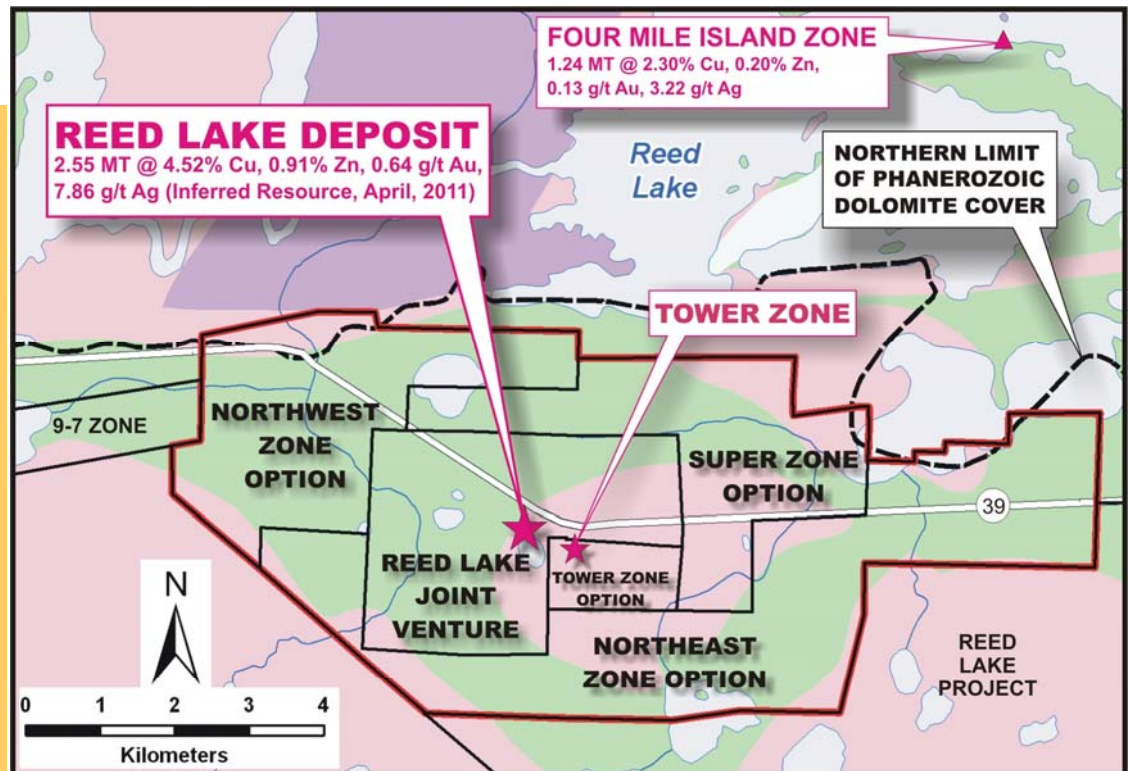 FOUR MILE ISLAND ZONE
1.24 MT @ 2.30% Cu, 0.20% Zn,
0.13 g/t Au, 3.22 g/t Ag
REED LAKE DEPOSIT
2.55 MT @ 4.52% Cu, 0.91% Zn, 0.64 g/t Au,
7.86 g/t Ag (Inferred Resource, April, 2011)
Reed
Lake
NORTHERN LIMIT
OF PHANEROZOIC
DOLOMITE COVER
TOWER ZONE
9-7 ZONE
NORTHWEST
ZONE
OPTION
SUPER ZONE
OPTION
39
REED LAKE
JOINT
VENTURE
TOWER ZONE
OPTION
NORTHEAST
ZONE OPTION
REED
LAKE
PROJECT
N
0 1 2 3 4
Kilometers